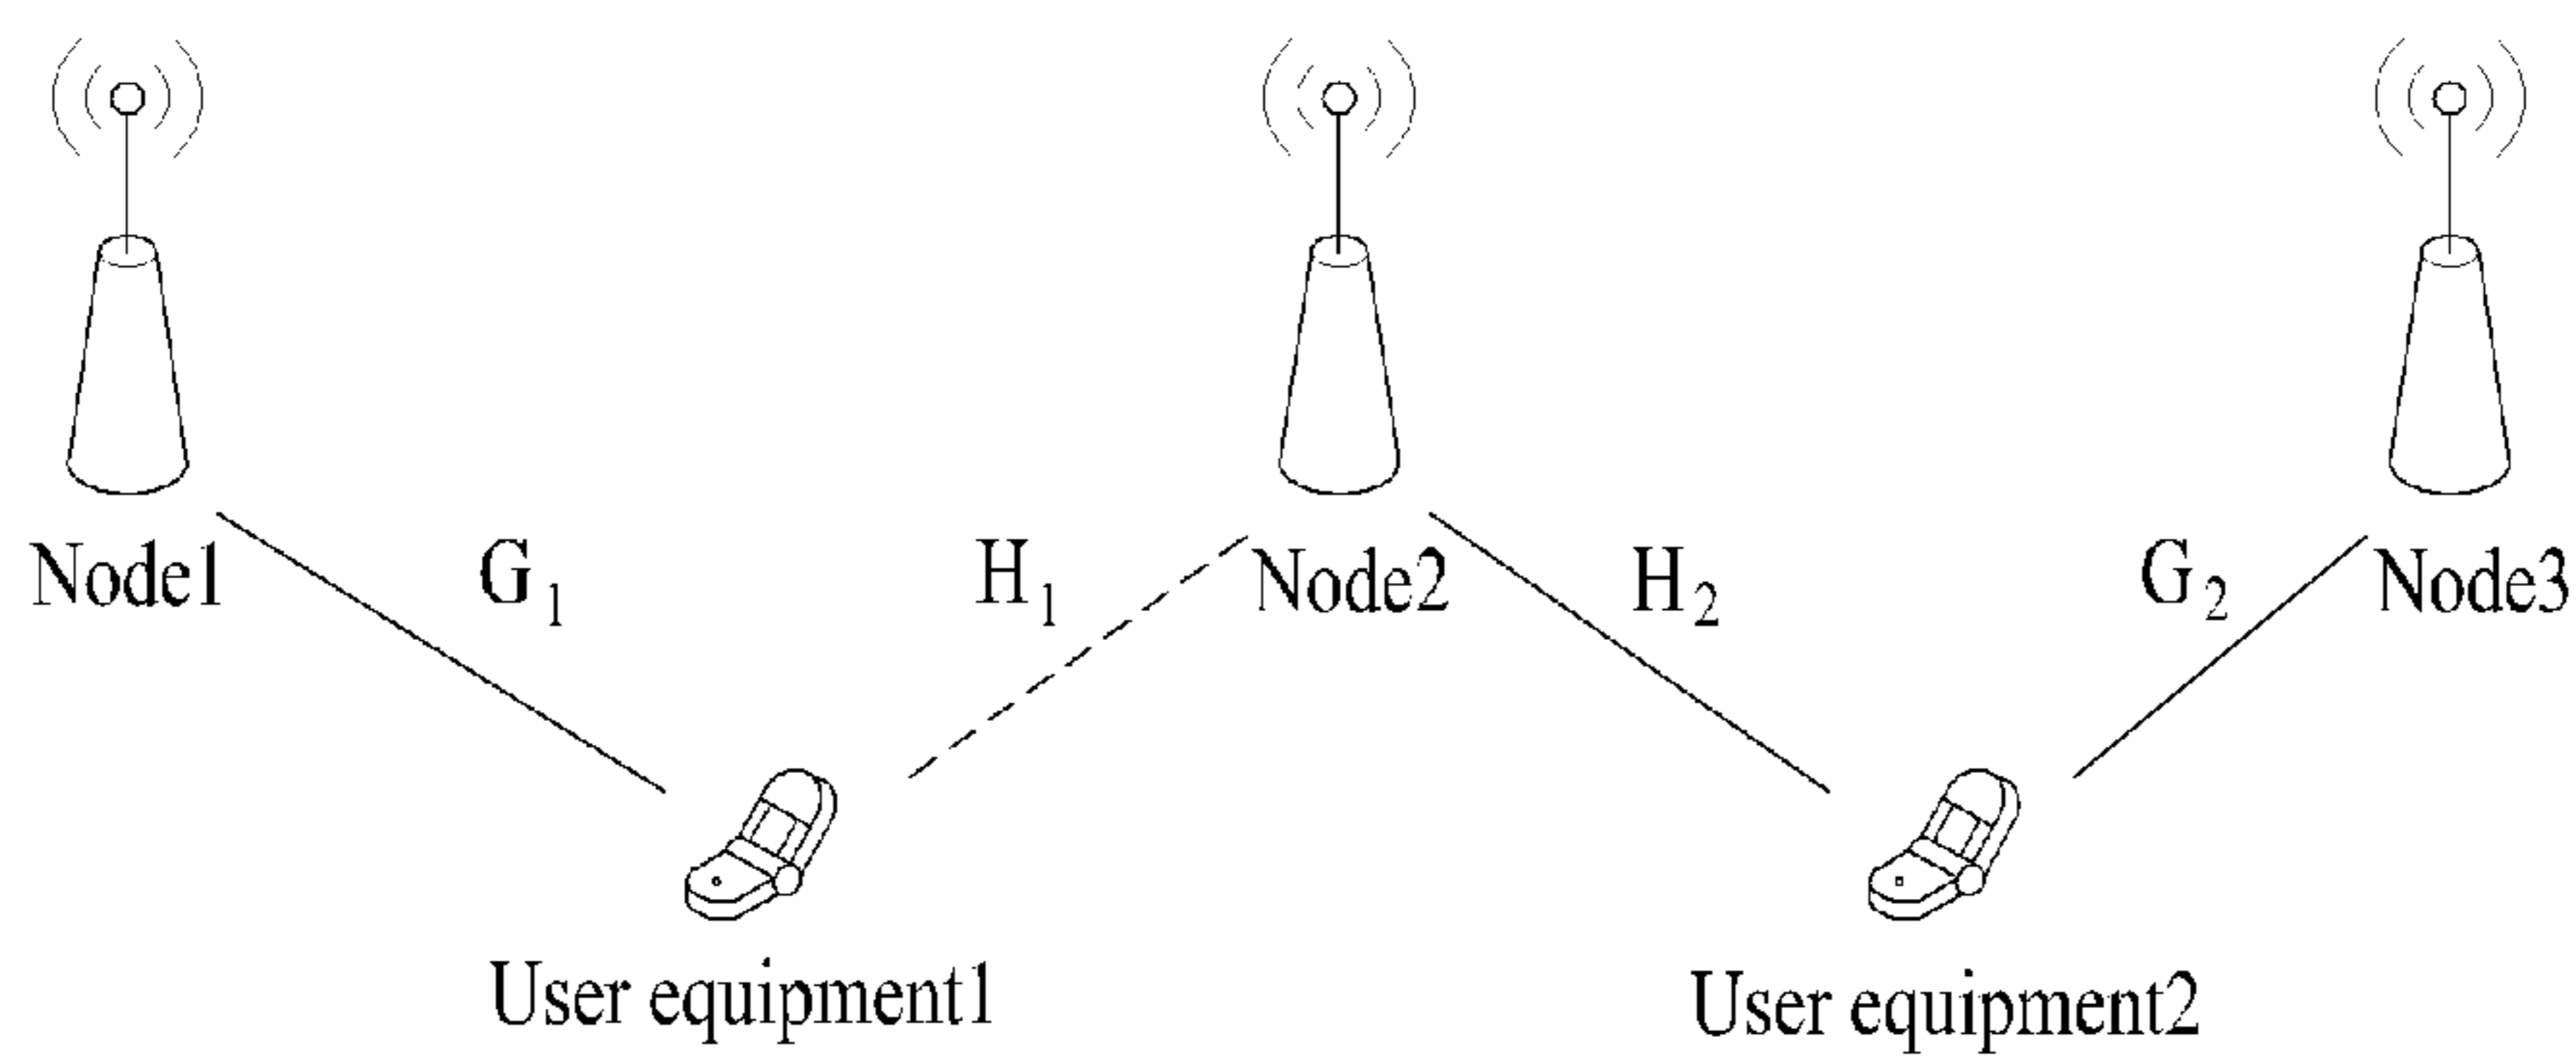 Node1
G1
H1
Node2
H2
G2
Node3
User equipment1
User equipment2